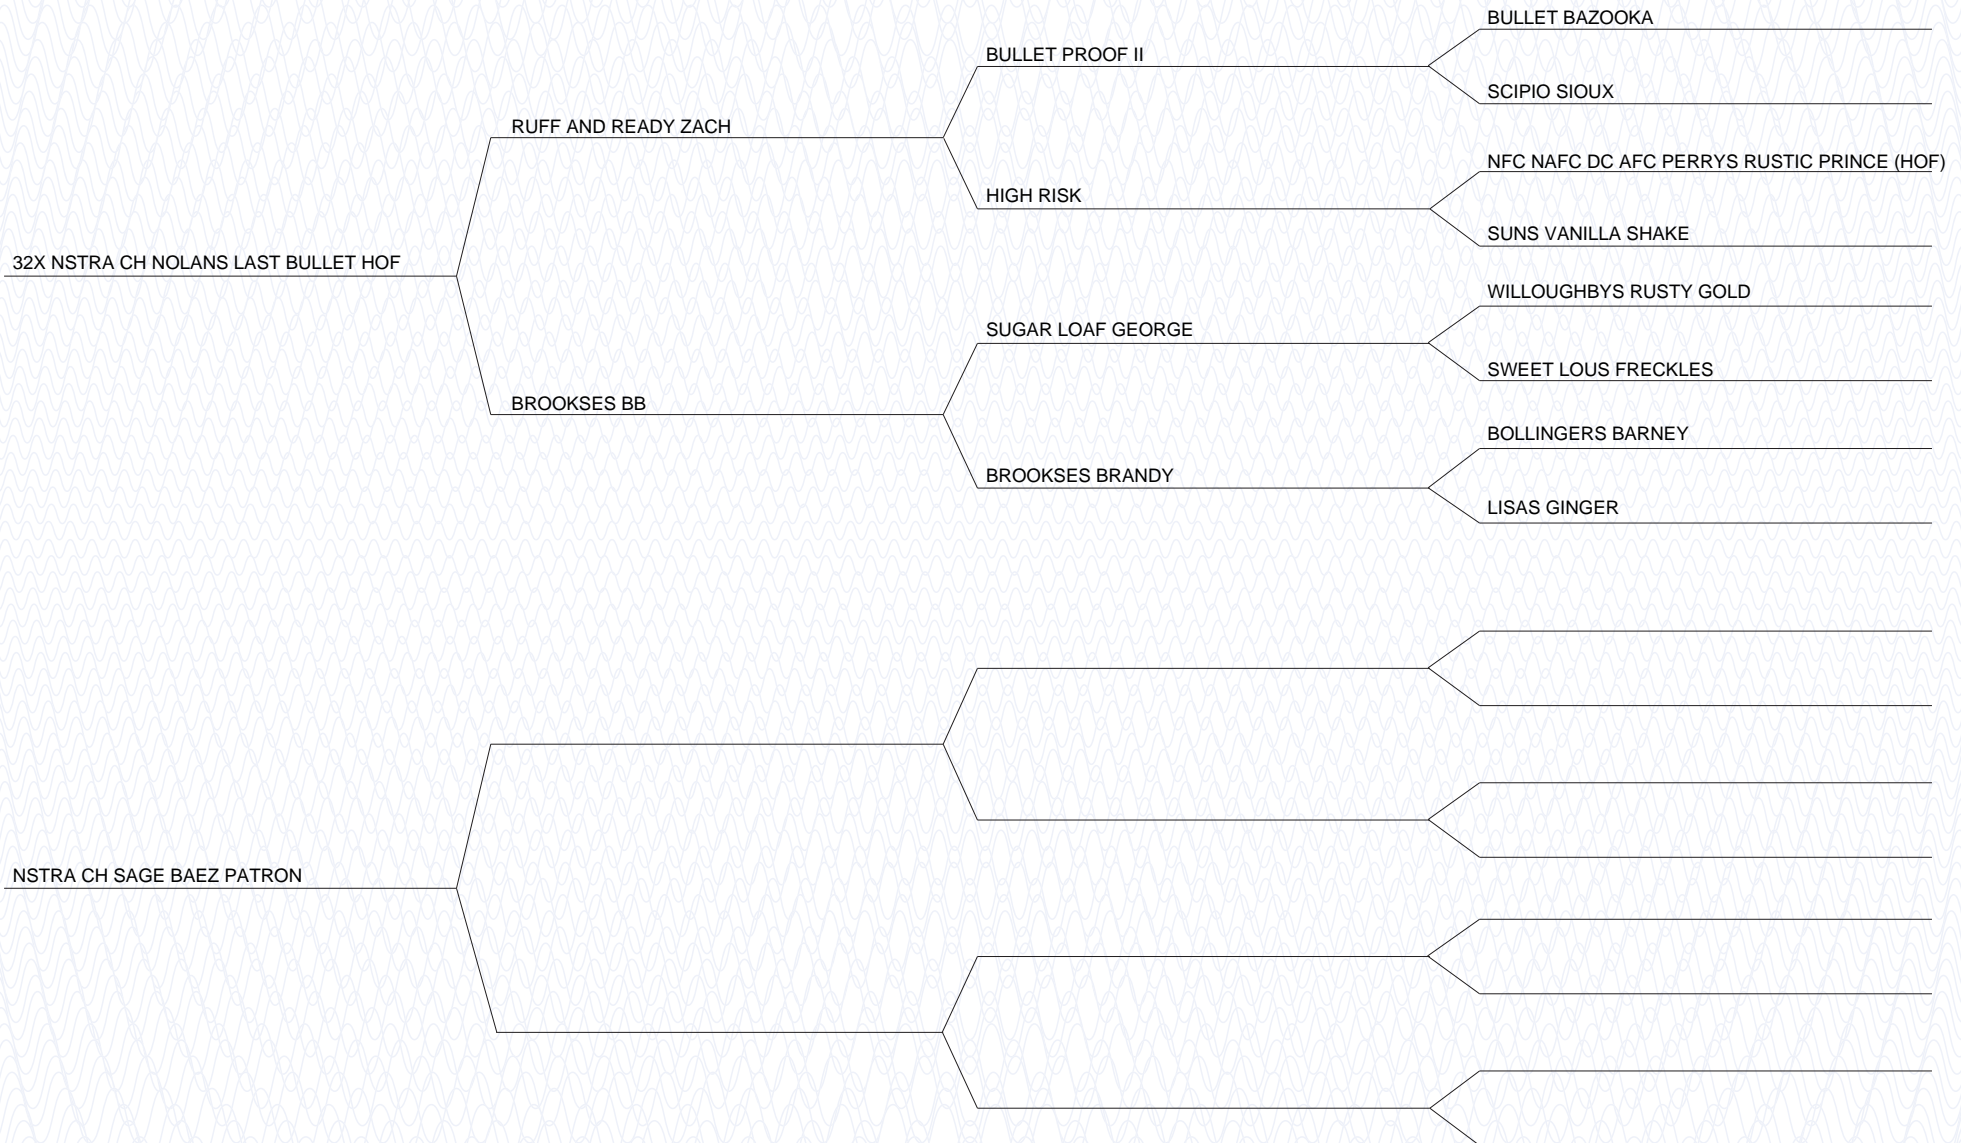 BULLET BAZOOKA
BULLET PROOF II
SCIPIO SIOUX
RUFF AND READY ZACH
NFC NAFC DC AFC PERRYS RUSTIC PRINCE (HOF)
HIGH RISK
SUNS VANILLA SHAKE
32X NSTRA CH NOLANS LAST BULLET HOF
WILLOUGHBYS RUSTY GOLD
SUGAR LOAF GEORGE
SWEET LOUS FRECKLES
BROOKSES BB
BOLLINGERS BARNEY
BROOKSES BRANDY
LISAS GINGER
NSTRA CH SAGE BAEZ PATRON